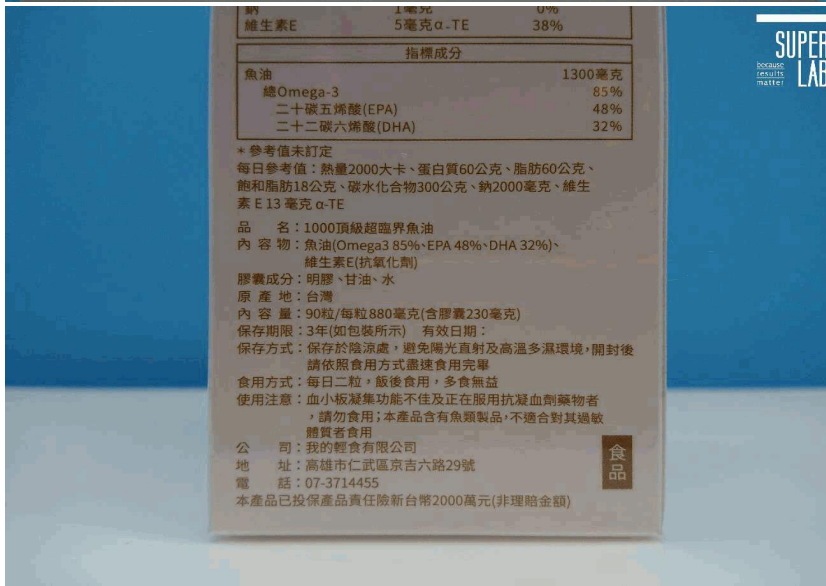 鈉 1毫克 0%
維生素E 5毫克α-TE 38%
指標成分
魚油 1300毫克
總Omega-3 85%
二十碳五烯酸(EPA) 48%
二十二碳六烯酸(DHA) 32%
＊參考值未訂定
每日參考值：熱量2000大卡、蛋白質60公克、脂肪60公克、
飽和脂肪18公克、碳水化合物300公克、鈉2000毫克、維生
素 E 13 毫克 α-TE
品 名：1000頂級超臨界魚油
內 容 物：魚油(Omega3 85%、EPA 48%、DHA 32%)、
維生素E(抗氧化劑)
膠囊成分：明膠、甘油、水
原 產 地：台灣
內 容 量：90粒/每粒880毫克(含膠囊230毫克)
保存期限：3年(如包裝所示) 有效日期：
保存方式：保存於陰涼處，避免陽光直射及高溫多濕環境，開封後
請依照食用方式盡速食用完畢
食用方式：每日二粒，飯後食用，多食無益
使用注意：血小板凝集功能不佳及正在服用抗凝血劑藥物者
，請勿食用；本產品含有魚類製品，不適合對其過敏
體質者食用
公 司：我的輕食有限公司
地 址：高雄市仁武區京吉六路29號
電 話：07-3714455
本產品已投保產品責任險新台幣2000萬元(非理賠金額)
食品
SUPER
LAB
because
results
matter